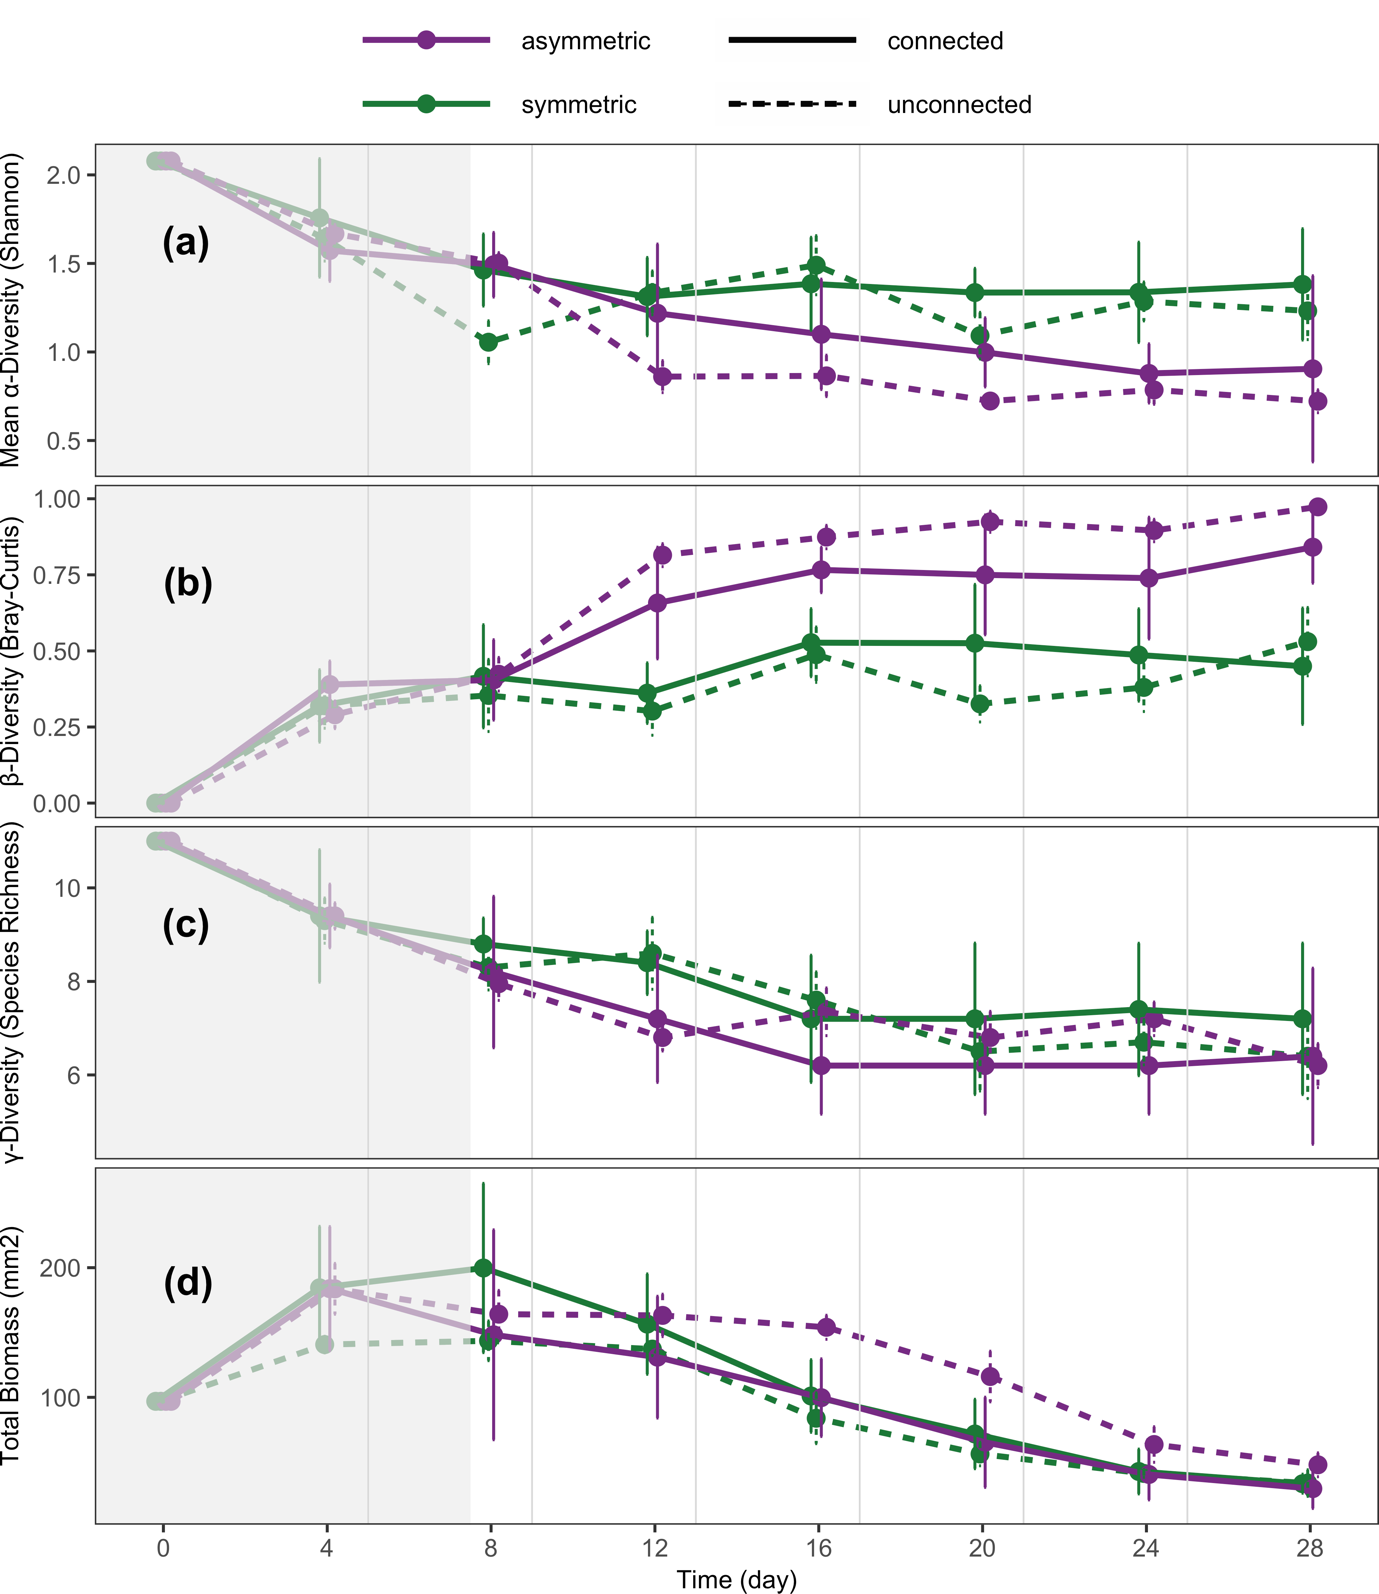 asymmetric connected
symmetric unconnected
Mean α-Diversity (Shannon)
2.0
1.5
1.0
0.5
(a)
β-Diversity (Bray-Curtis)
1.00
0.75
0.50
0.25
0.00
(b)
γ-Diversity (Species Richness)
10
8
6
(c)
Total Biomass (mm2)
200
100
(d)
0 4 8 12 16 20 24 28
Time (day)